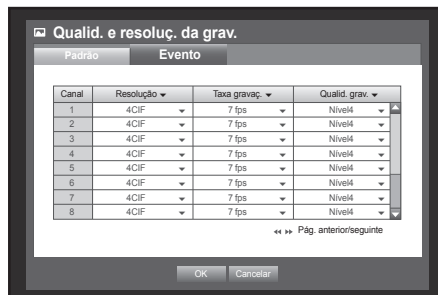 Qualid. e resoluç. da grav.
Padrão Evento
Canal Resolução Taxa gravaç. Qualid. grav.
1 4CIF 7 fps Nível4
2 4CIF 7 fps Nível4
3 4CIF 7 fps Nível4
4 4CIF 7 fps Nível4
5 4CIF 7 fps Nível4
6 4CIF 7 fps Nível4
7 4CIF 7 fps Nível4
8 4CIF 7 fps Nível4
Pág. anterior/seguinte
OK Cancelar